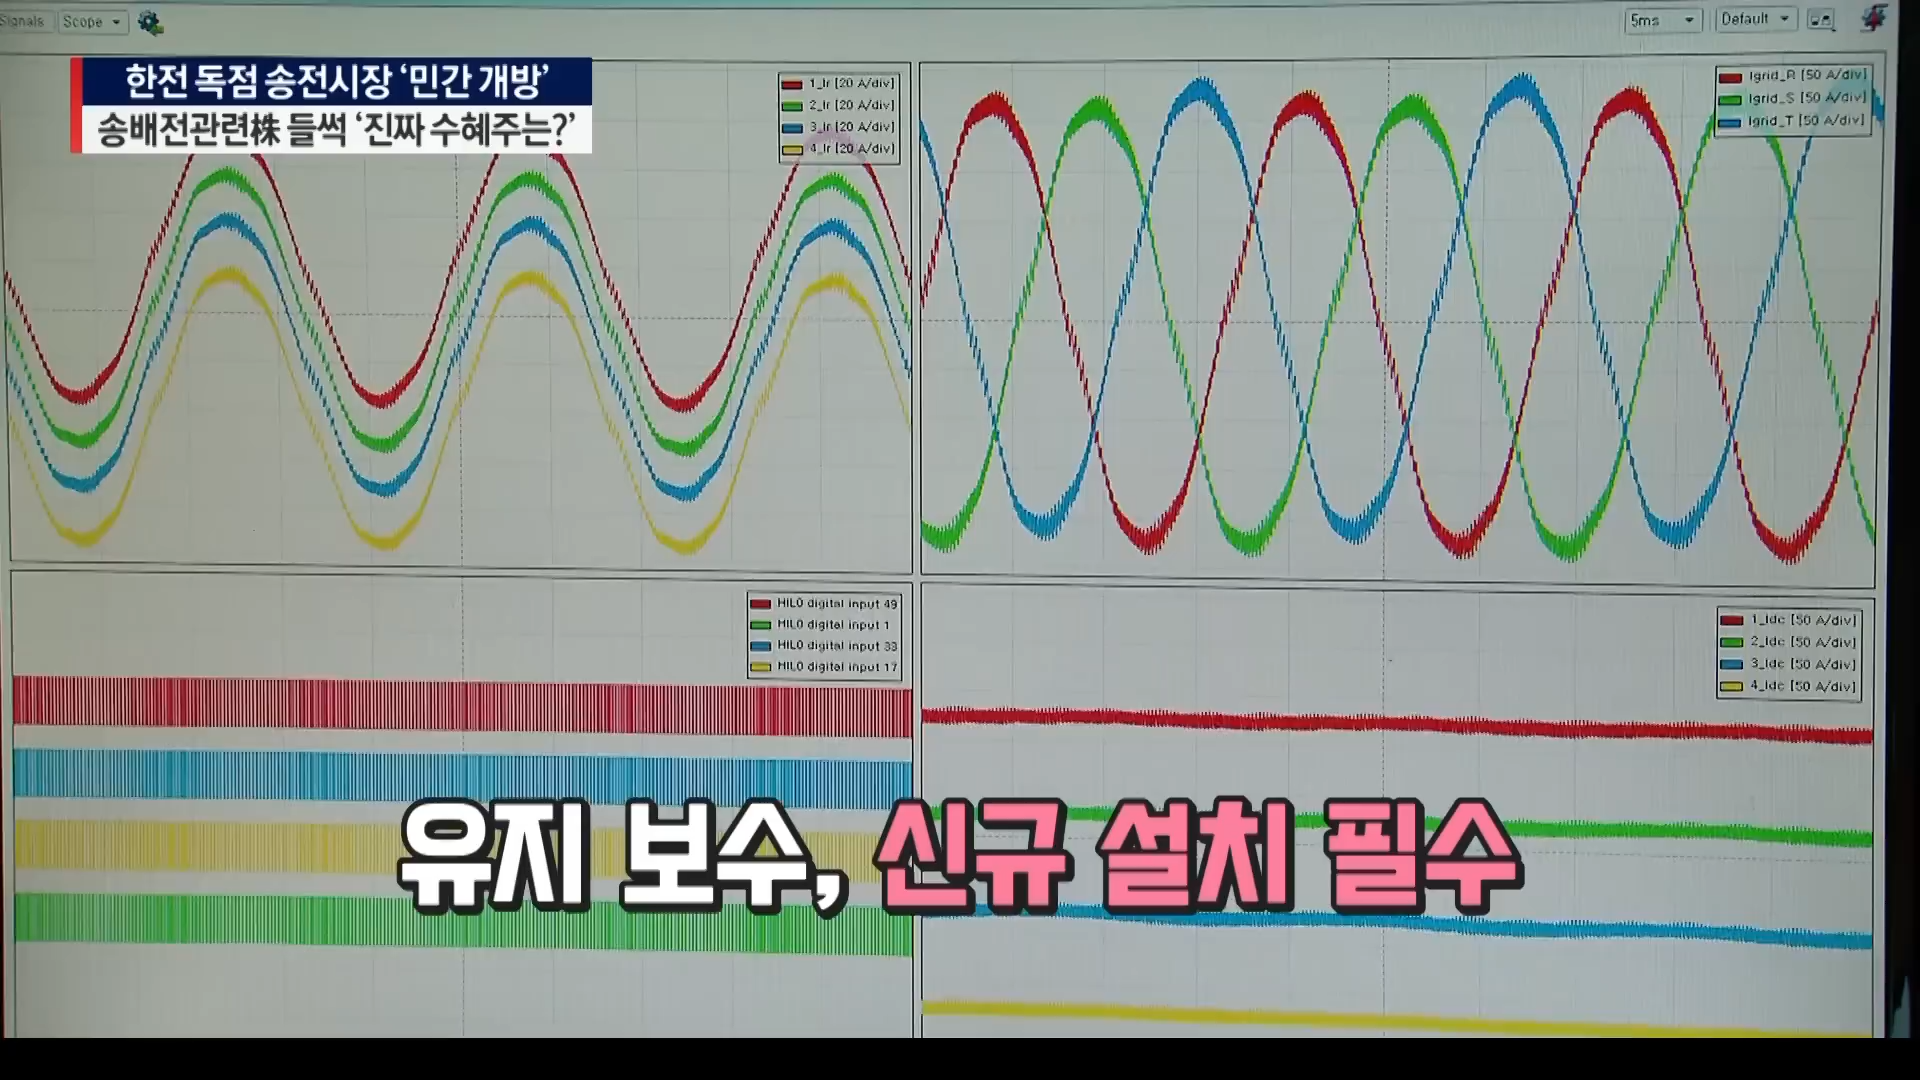 Signals
Scope
5ms
Default
한전 독점 송전시장 ‘민간 개방’
송배전관련株 들썩 ‘진짜 수혜주는?’
1_Ir [20 A/div]
2_Ir [20 A/div]
3_Ir [20 A/div]
4_Ir [20 A/div]
Igrid_R [50 A/div]
Igrid_S [50 A/div]
Igrid_T [50 A/div]
HIL0 digital input 49
HIL0 digital input 1
HIL0 digital input 33
HIL0 digital input 17
1_Idc [50 A/div]
2_Idc [50 A/div]
3_Idc [50 A/div]
4_Idc [50 A/div]
유지 보수, 신규 설치 필수